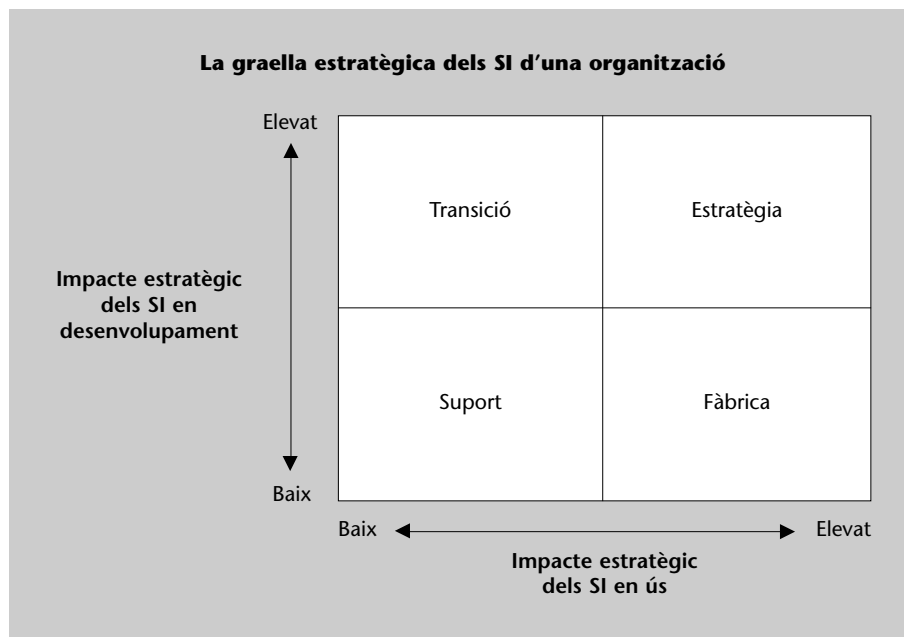 La graella estratègica dels SI d'una organització
Elevat
Transició
Estratègia
Impacte estratègic
dels SI en
desenvolupament
Suport
Fàbrica
Baix
Baix
Elevat
Impacte estratègic
dels SI en ús